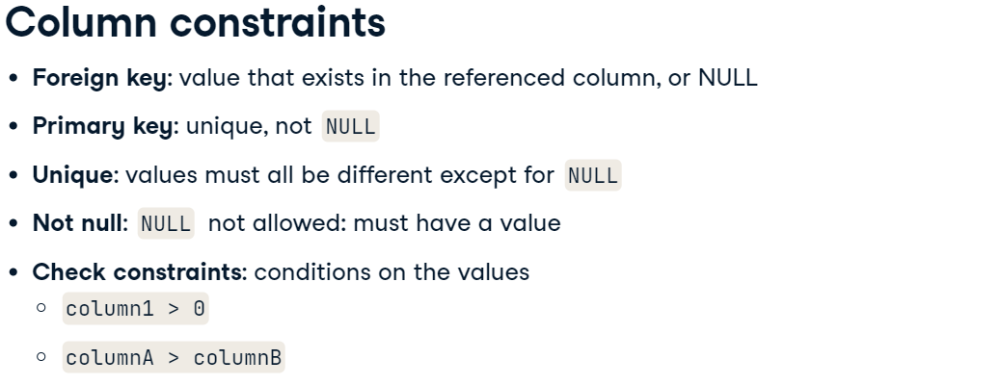 Column constraints
• Foreign key: value that exists in the referenced column, or NULL
• Primary key: unique, not NULL
• Unique: values must all be different except for NULL
• Not null: NULL not allowed: must have a value
• Check constraints: conditions on the values
○ column1 > 0
○ columnA > columnB